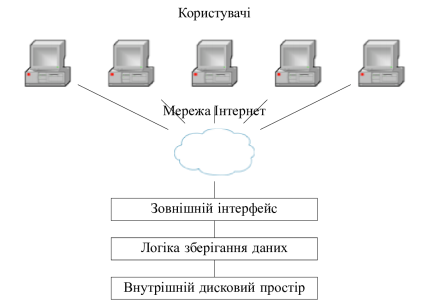 Користувачі
Мережа Інтернет
Зовнішній інтерфейс
Логіка зберігання даних
Внутрішній дисковий простір